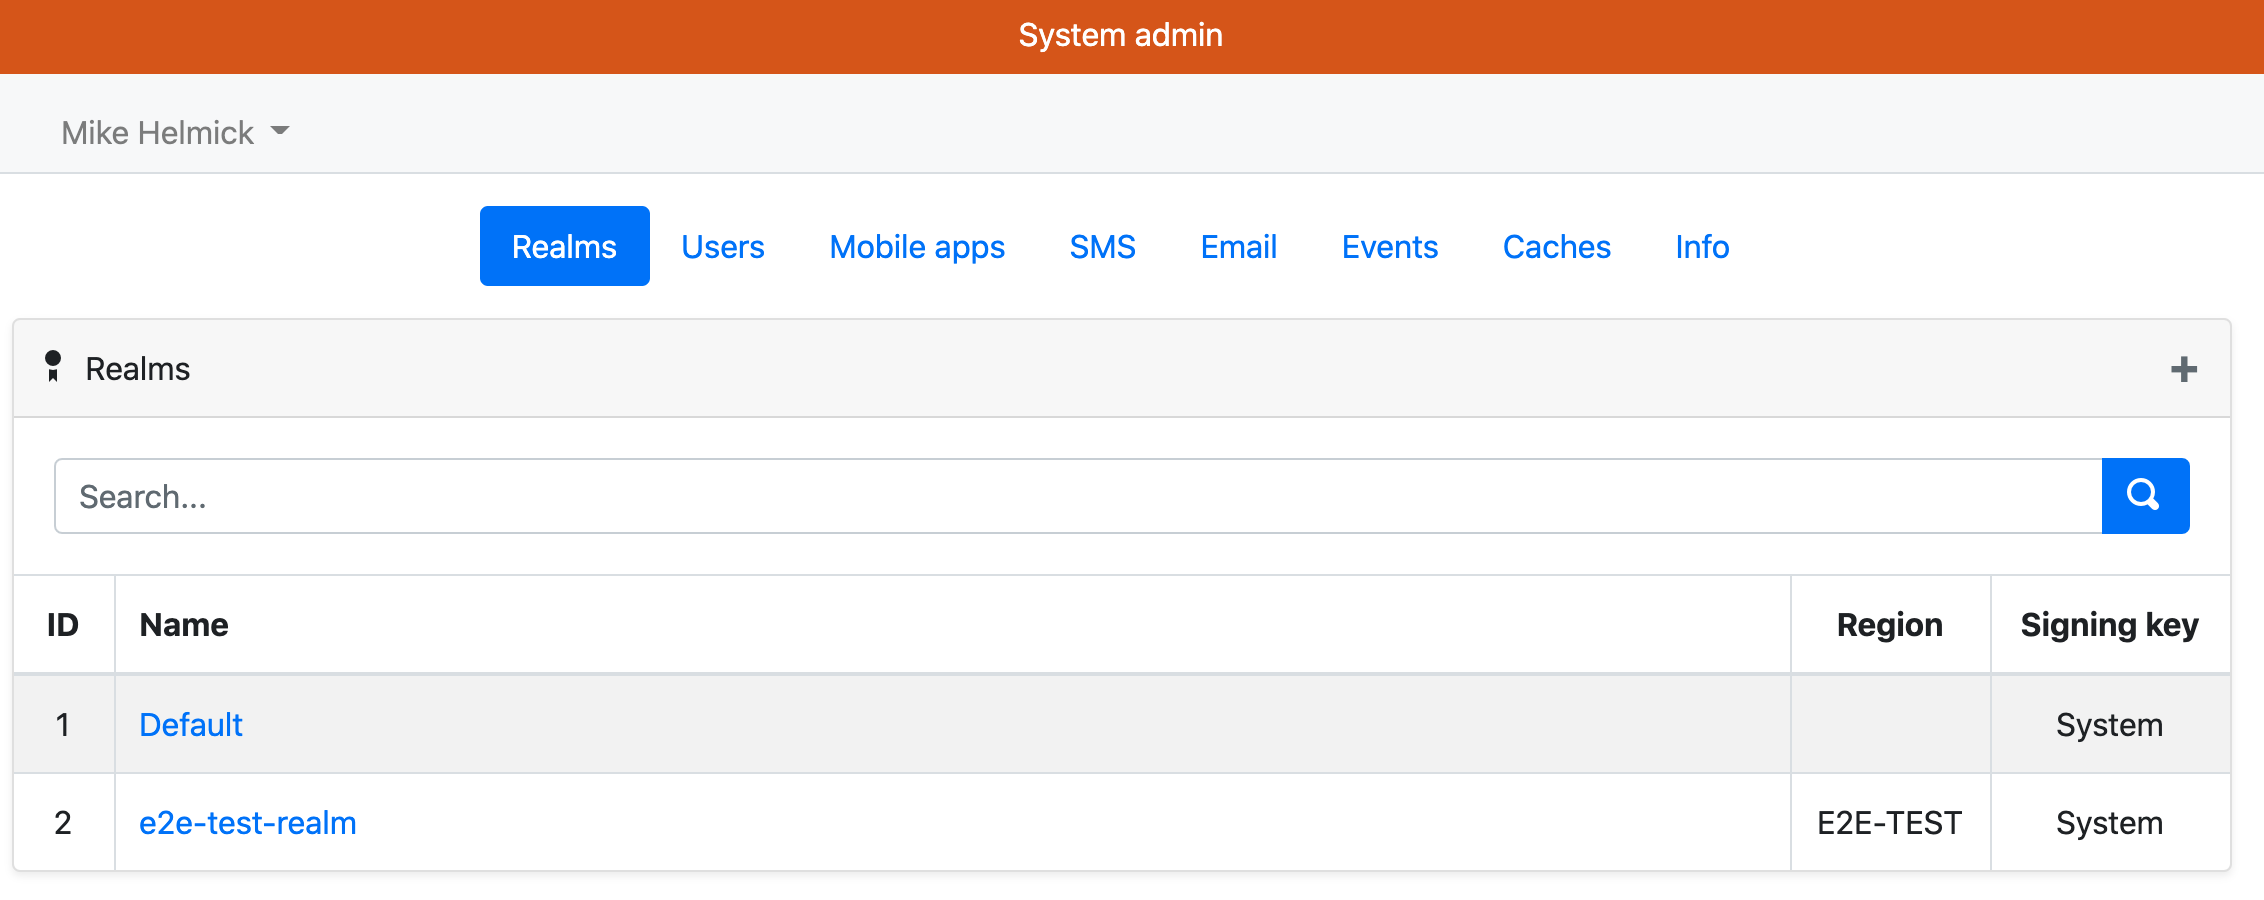 System admin
Mike Helmick
Realms Users Mobile apps SMS Email Events Caches Info
Realms
Search...
ID Name Region Signing key
1 Default System
2 e2e-test-realm E2E-TEST System